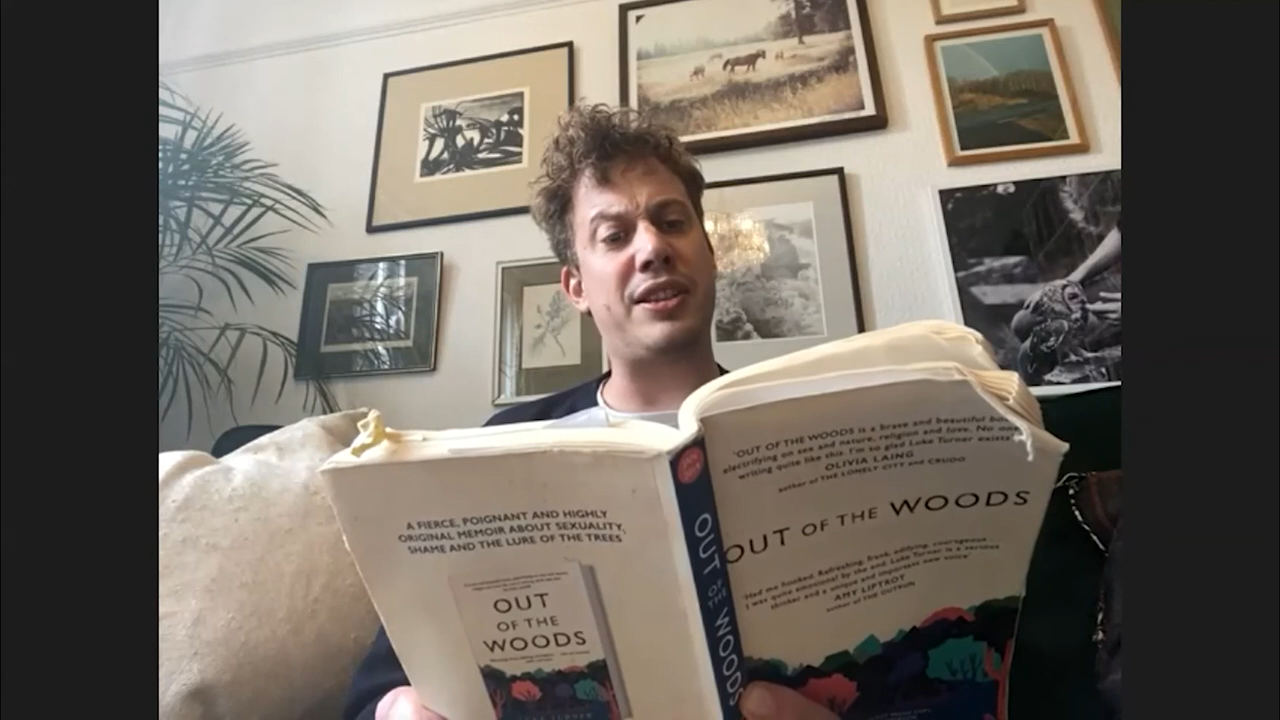 A FIERCE, POIGNANT AND HIGHLY
ORIGINAL MEMOIR ABOUT SEXUALITY,
SHAME AND THE LURE OF THE TREES
OUT
OF THE
WOODS
OUT OF THE WOODS
'OUT OF THE WOODS is a brave and beautiful
electrifying on sex and nature, religion and love. No one
writing quite like this. I'm so glad Luke Turner exists'
OLIVIA LAING
author of THE LONELY CITY and CRUDO
OUT OF THE WOODS
'Had me hooked. Refreshing, frank, edifying, courageous
I was quite emotional by the end. Luke Turner is a serious
thinker and a unique and important new voice'
AMY LIPTROT
author of THE OUTRUN